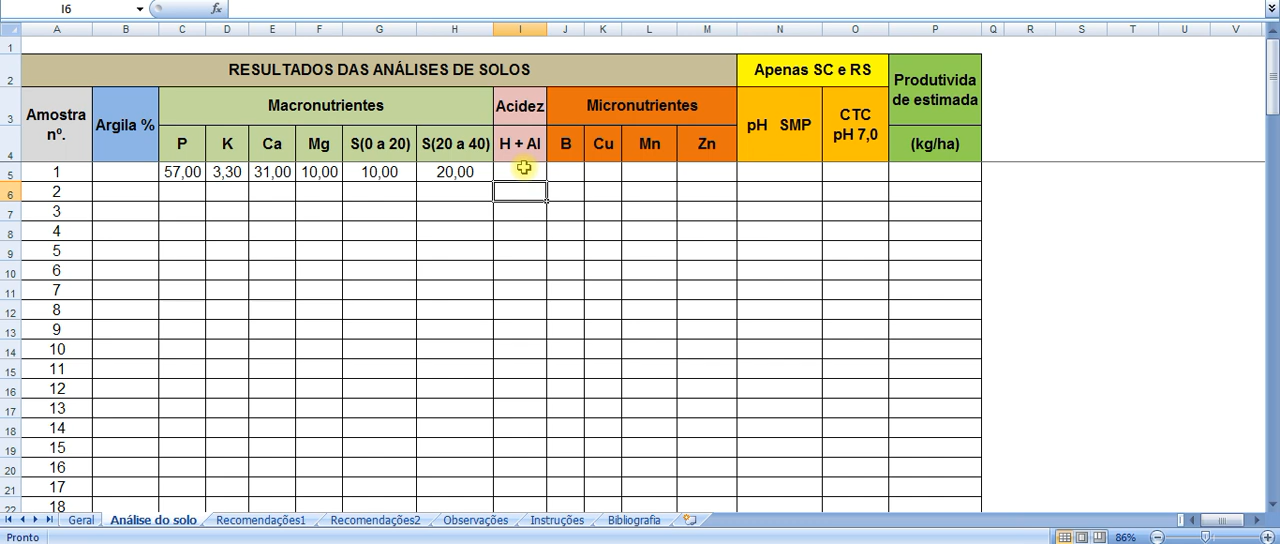 I6
fx
A B C D E F G H I J K L M N O P Q R S T U V
1
2 RESULTADOS DAS ANÁLISES DE SOLOS Apenas SC e RS
Produtivida
de estimada
3 Amostra
nº. Argila % Macronutrientes Acidez Micronutrientes pH SMP CTC
pH 7,0
4 P K Ca Mg S(0 a 20) S(20 a 40) H + Al B Cu Mn Zn (kg/ha)
5 1 57,00 3,30 31,00 10,00 10,00 20,00
6 2
7 3
8 4
9 5
10 6
11 7
12 8
13 9
14 10
15 11
16 12
17 13
18 14
19 15
20 16
21 17
22 18
Geral Análise do solo Recomendações1 Recomendações2 Observações Instruções Bibliografia
Pronto 86%